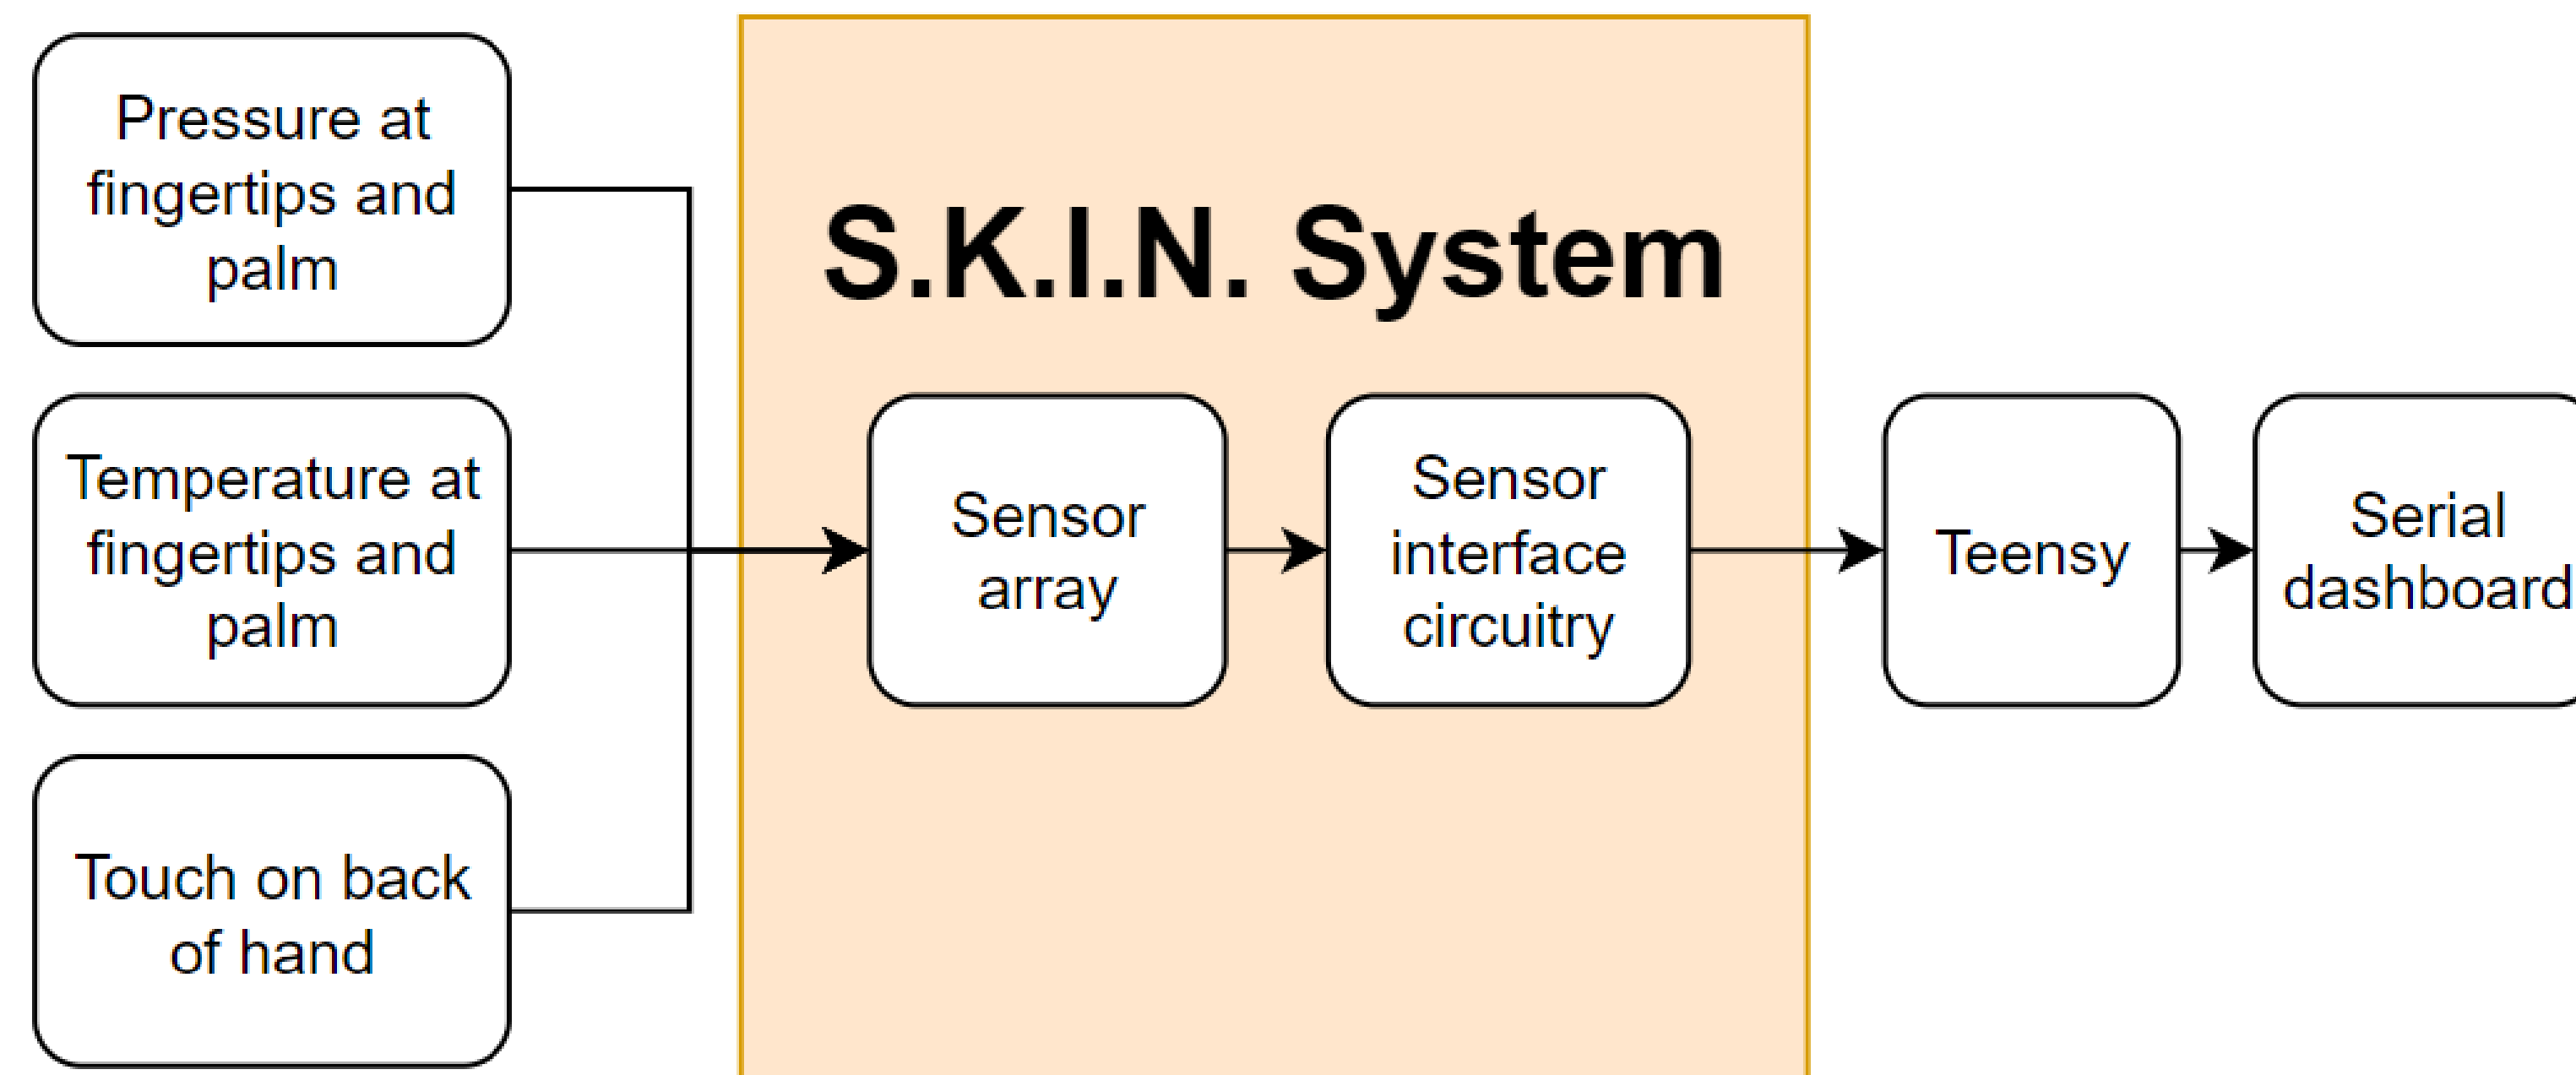 Pressure at
fingertips and
palm
Temperature at
fingertips and
palm
Touch on back
of hand
S.K.I.N. System
Sensor
array
Sensor
interface
circuitry
Teensy
Serial
dashboard